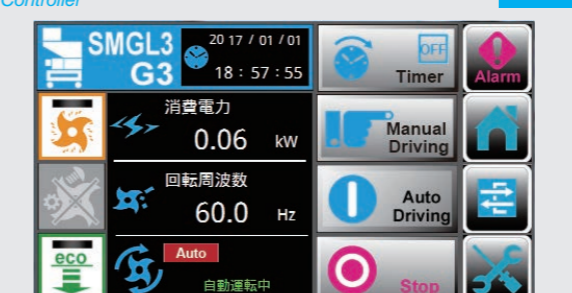 Controller
SMGL3
G3
20 17 / 01 / 01
18 : 57 : 55
OFF
Timer
Alarm
消費電力
0.06 kW
Manual
Driving
回転周波数
60.0 Hz
Auto
Driving
eco
Auto
自動運転中
Stop